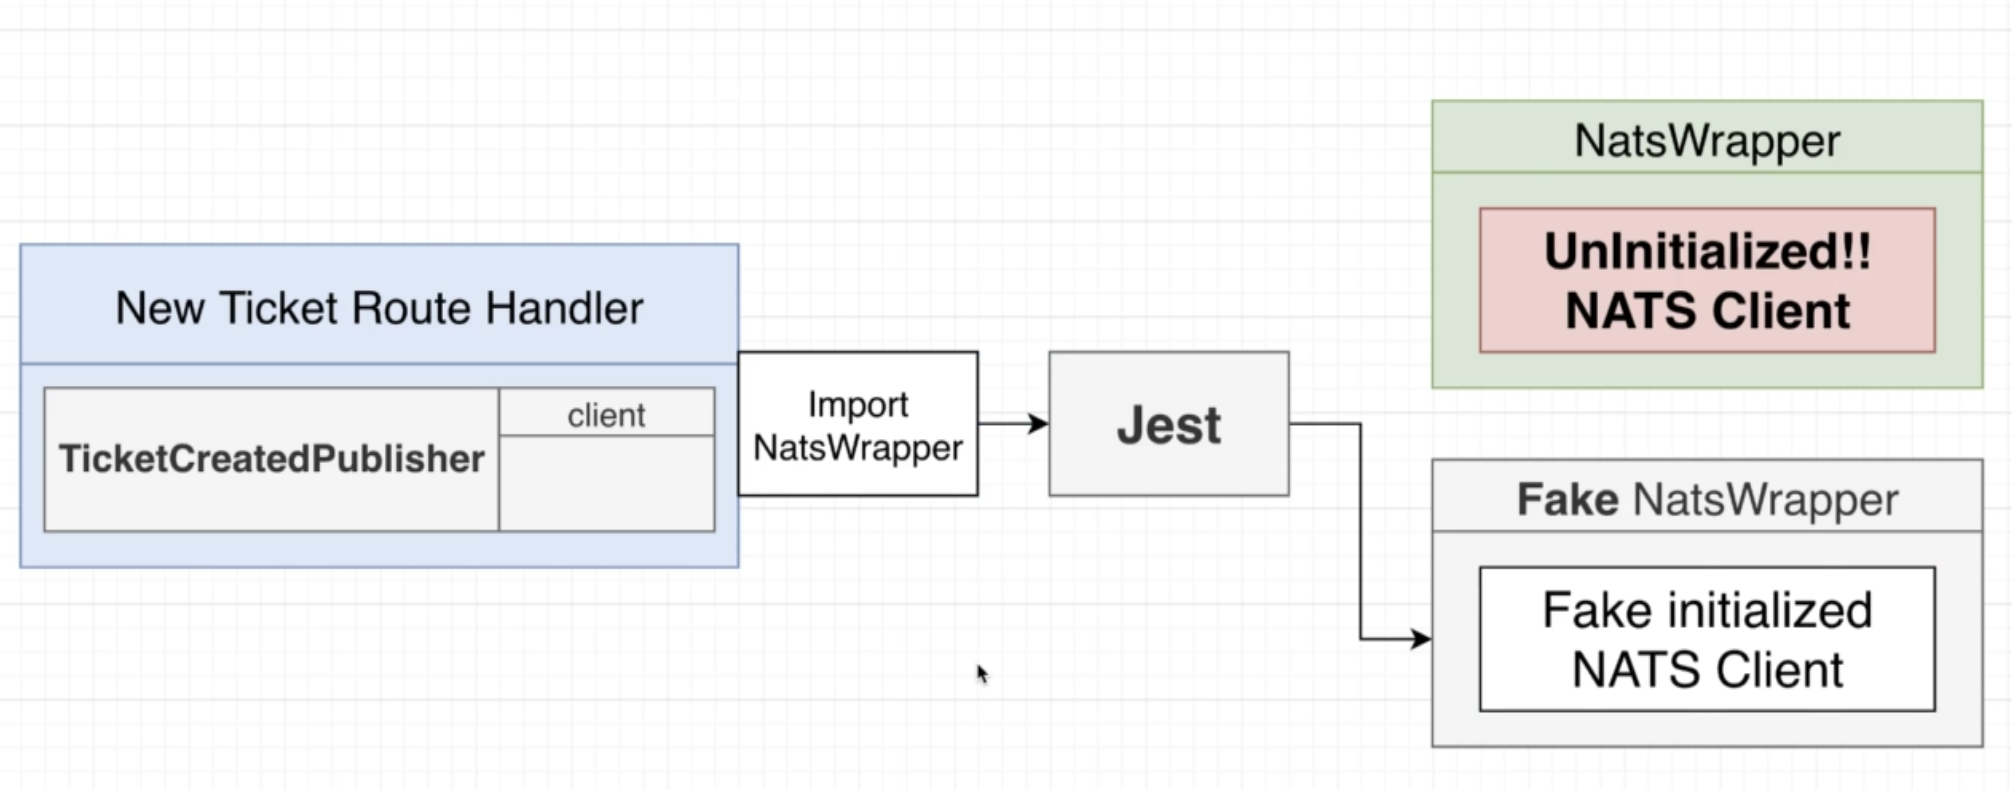 New Ticket Route Handler
TicketCreatedPublisher
client
Import
NatsWrapper
Jest
NatsWrapper
UnInitialized!!
NATS Client
Fake NatsWrapper
Fake initialized
NATS Client